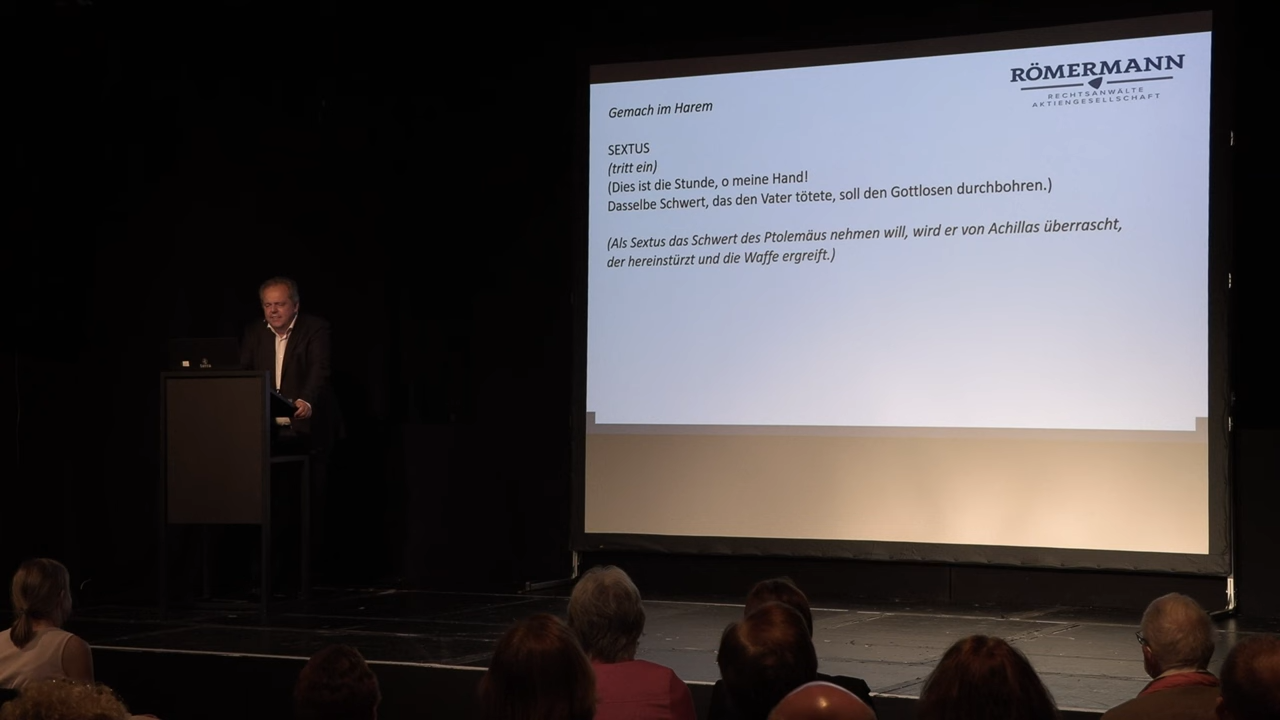 RÖMERMANN
RECHTSANWÄLTE
AKTIENGESELLSCHAFT
Gemach im Harem
SEXTUS
(tritt ein)
(Dies ist die Stunde, o meine Hand!
Dasselbe Schwert, das den Vater tötete, soll den Gottlosen durchbohren.)
(Als Sextus das Schwert des Ptolemäus nehmen will, wird er von Achillas überrascht,
der hereinstürzt und die Waffe ergreift.)